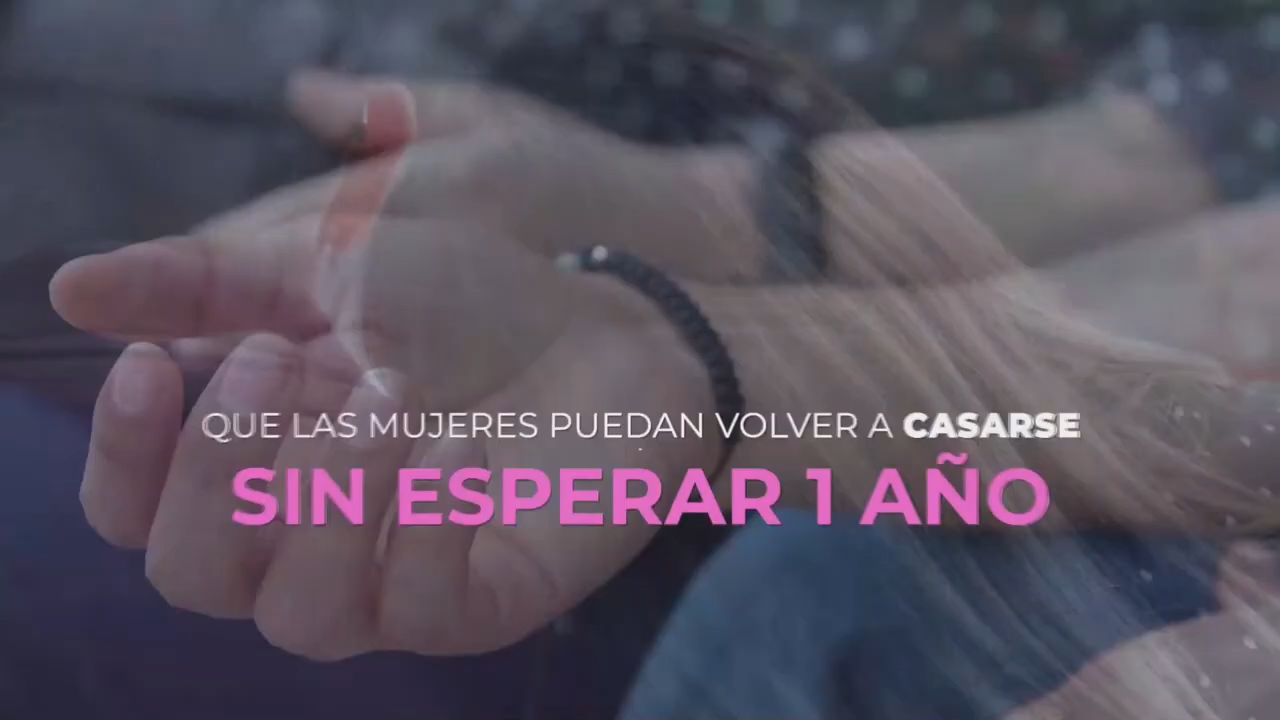 QUE LAS MUJERES PUEDAN VOLVER A CASARSE
SIN ESPERAR 1 AÑO